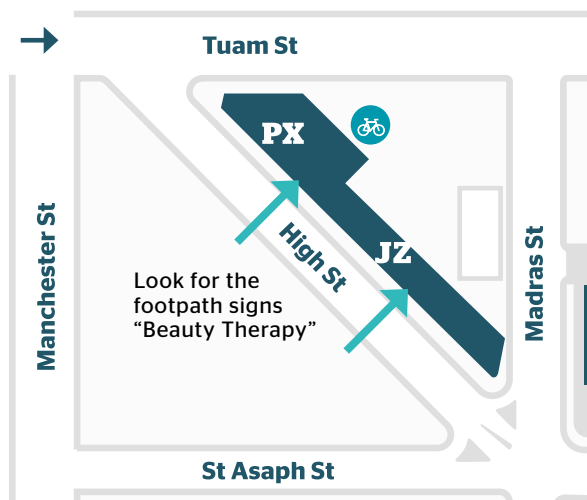 Tuam St
PX
JZ
High St
Manchester St
Madras St
Look for the
footpath signs
“Beauty Therapy”
St Asaph St